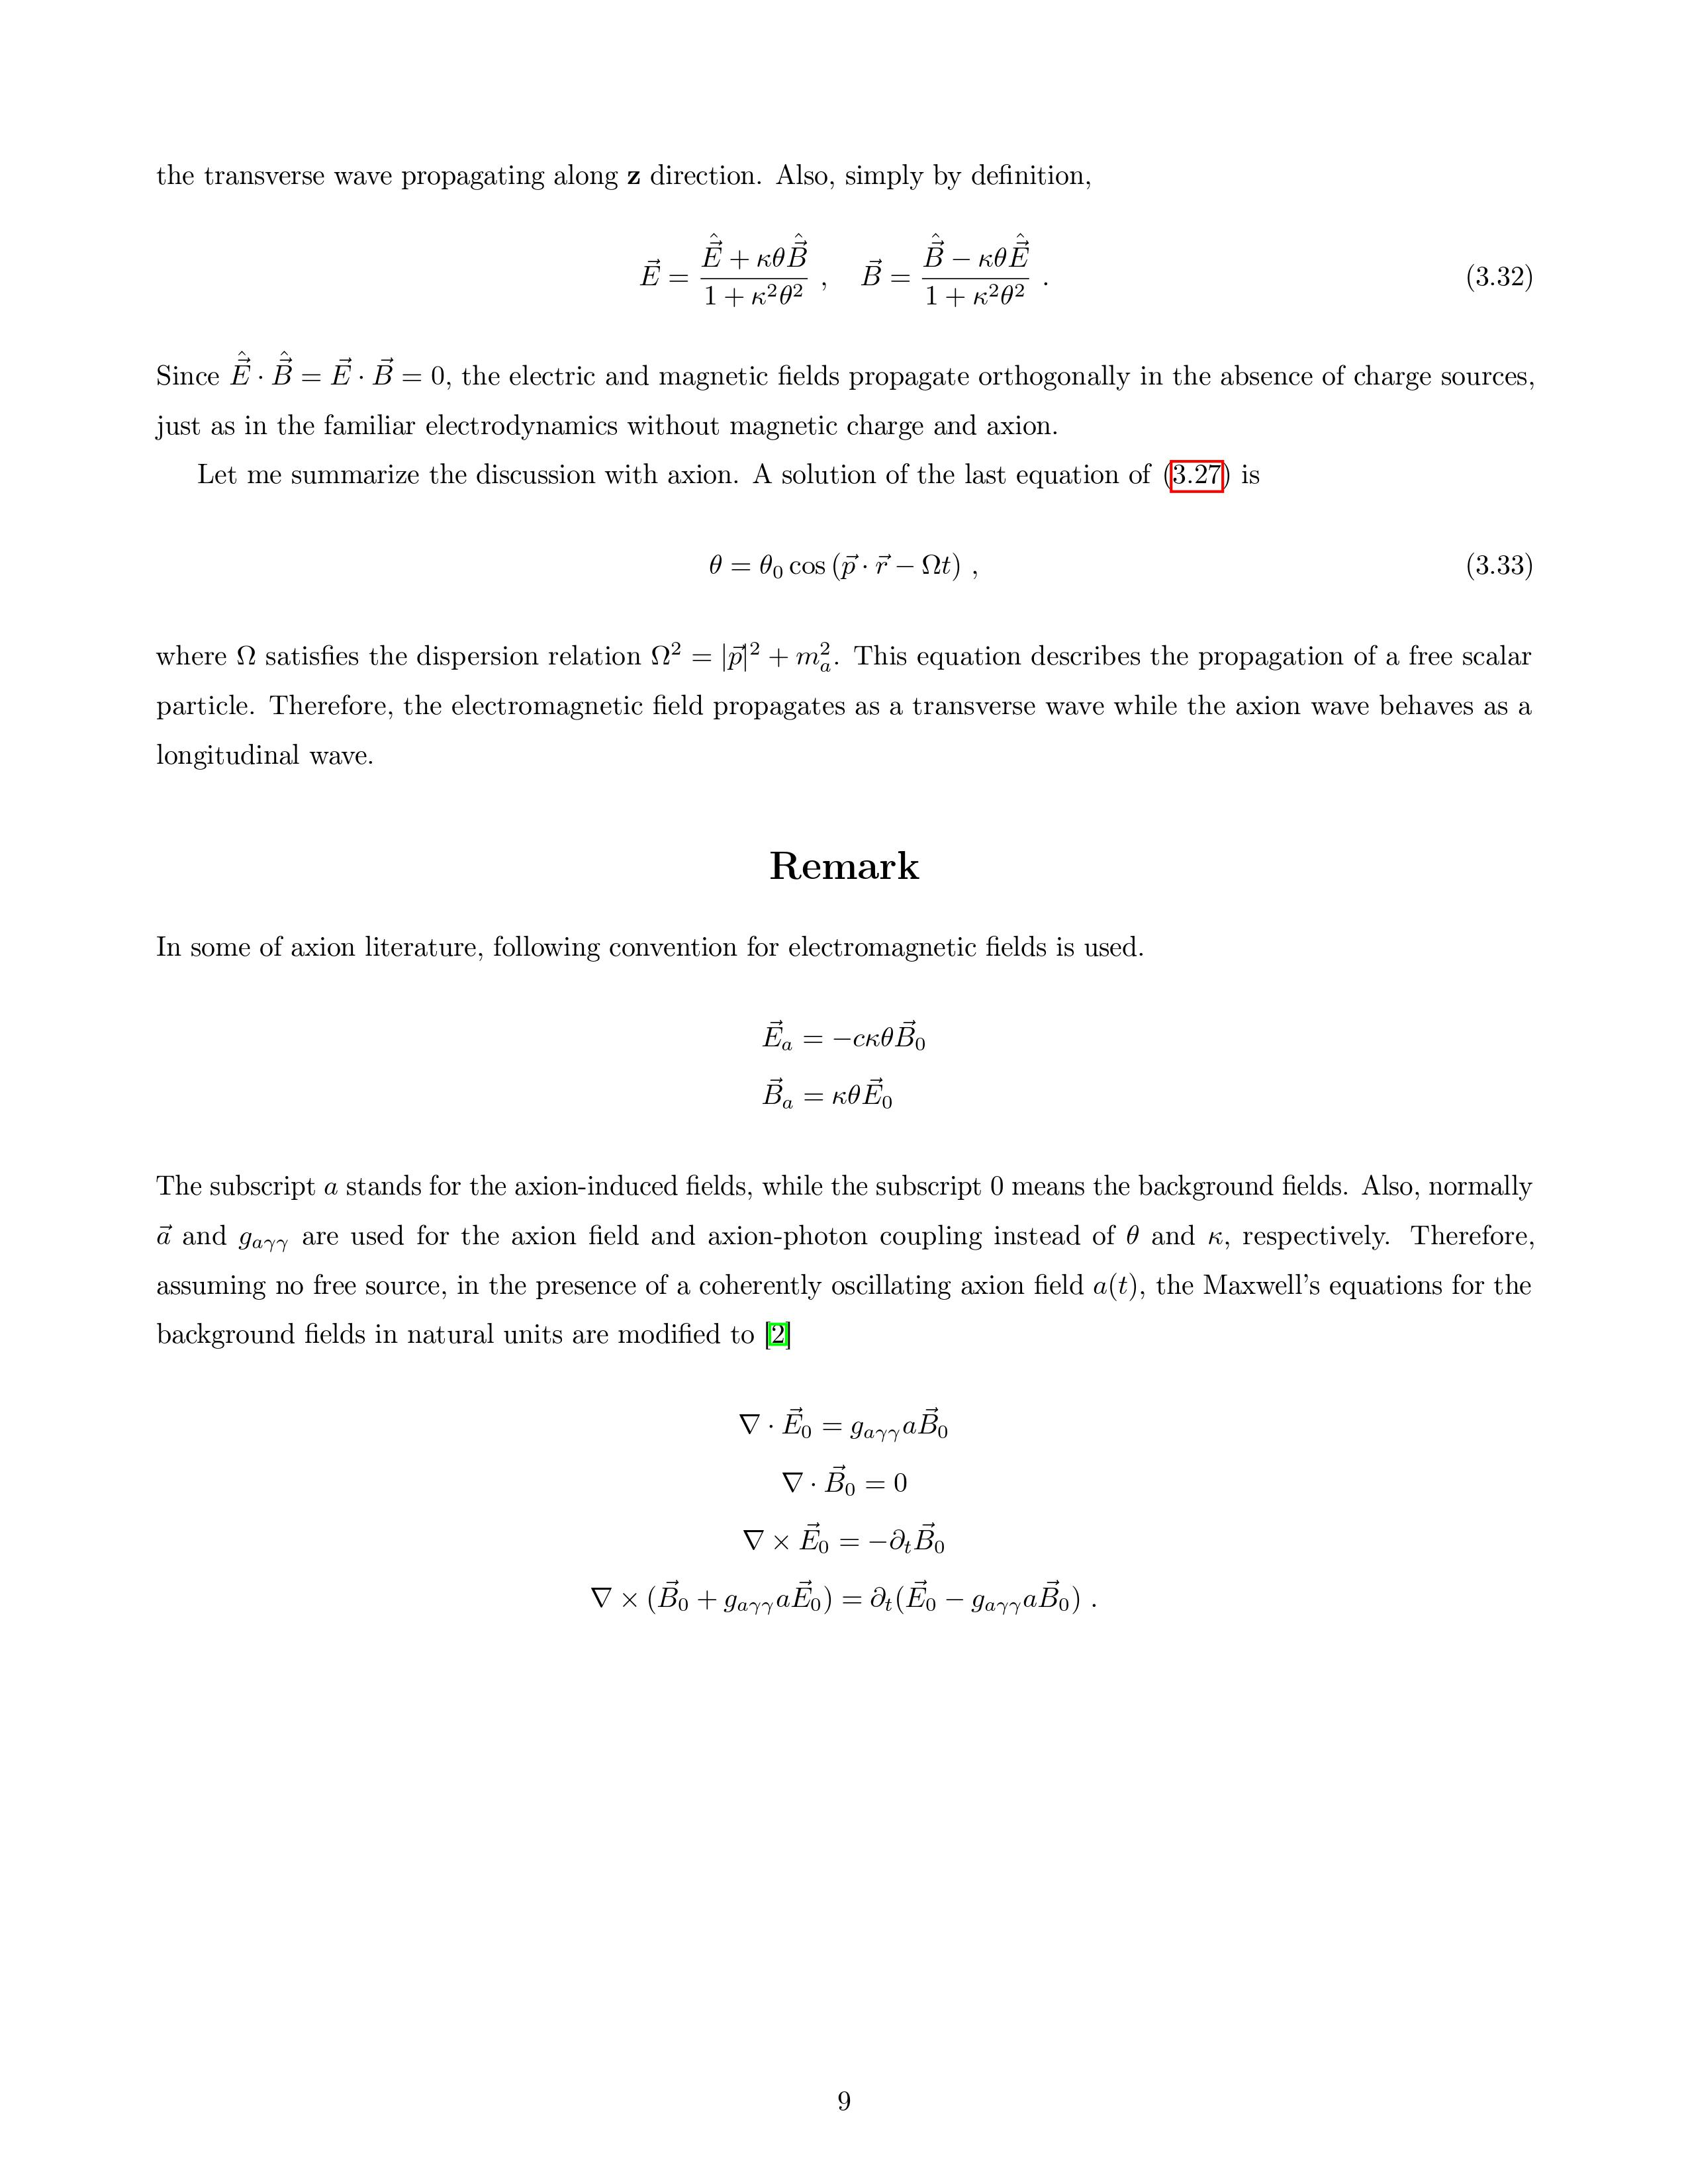 the transverse wave propagating along z direction. Also, simply by definition,
$\vec{E} = \frac{\hat{\vec{E}} + \kappa\theta\hat{\vec{B}}}{1 + \kappa^2\theta^2}\ , \quad \vec{B} = \frac{\hat{\vec{B}} - \kappa\theta\hat{\vec{E}}}{1 + \kappa^2\theta^2}\ .$ (3.32)
Since $\hat{\vec{E}} \cdot \hat{\vec{B}} = \vec{E} \cdot \vec{B} = 0$, the electric and magnetic fields propagate orthogonally in the absence of charge sources,
just as in the familiar electrodynamics without magnetic charge and axion.
Let me summarize the discussion with axion. A solution of the last equation of (3.27) is
$\theta = \theta_0 \cos(\vec{p} \cdot \vec{r} - \Omega t)\ ,$ (3.33)
where $\Omega$ satisfies the dispersion relation $\Omega^2 = |\vec{p}|^2 + m_a^2$. This equation describes the propagation of a free scalar
particle. Therefore, the electromagnetic field propagates as a transverse wave while the axion wave behaves as a
longitudinal wave.
Remark
In some of axion literature, following convention for electromagnetic fields is used.
$\vec{E}_a = -c\kappa\theta\vec{B}_0$
$\vec{B}_a = \kappa\theta\vec{E}_0$
The subscript $a$ stands for the axion-induced fields, while the subscript 0 means the background fields. Also, normally
$\vec{a}$ and $g_{a\gamma\gamma}$ are used for the axion field and axion-photon coupling instead of $\theta$ and $\kappa$, respectively. Therefore,
assuming no free source, in the presence of a coherently oscillating axion field $a(t)$, the Maxwell's equations for the
background fields in natural units are modified to [2]
$\nabla \cdot \vec{E}_0 = g_{a\gamma\gamma} a\vec{B}_0$
$\nabla \cdot \vec{B}_0 = 0$
$\nabla \times \vec{E}_0 = -\partial_t \vec{B}_0$
$\nabla \times (\vec{B}_0 + g_{a\gamma\gamma} a\vec{E}_0) = \partial_t(\vec{E}_0 - g_{a\gamma\gamma} a\vec{B}_0)\ .$
9